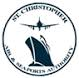 ST. CHRISTOPHER
AIR & SEAPORTS AUTHORITY